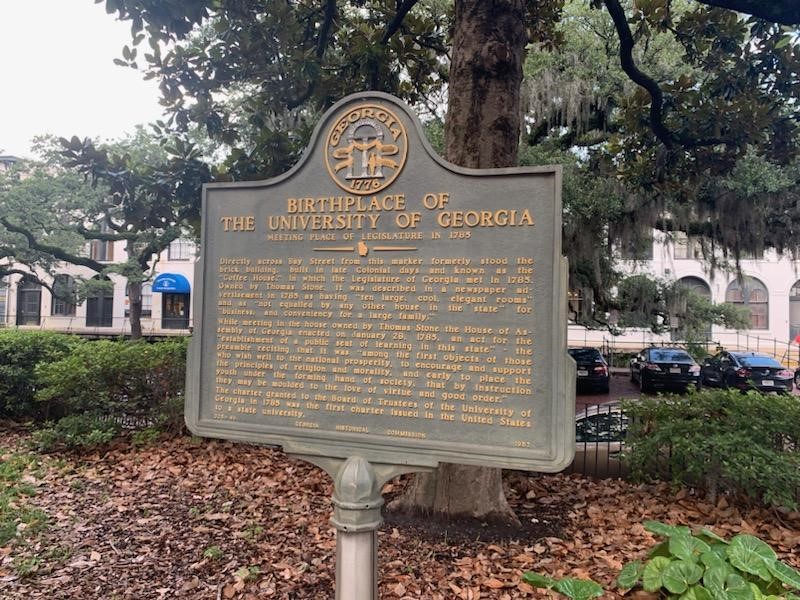 GEORGIA
1776
BIRTHPLACE OF
THE UNIVERSITY OF GEORGIA
MEETING PLACE OF LEGISLATURE IN 1785
Directly across Bay Street from this marker formerly stood the
brick building, built in late Colonial days and known as the
"Coffee House," in which the Legislature of Georgia met in 1785.
Owned by Thomas Stone, it was described in a newspaper ad-
vertisement in 1785 as having "ten large, cool, elegant rooms"
and as "not equalled by any other house in the state" for
"business, and conveniency for a large family."
While meeting in the house owned by Thomas Stone the House of As-
sembly of Georgia enacted on January 28, 1785, an act for the
"establishment of a public seat of learning in this state", the
preamble reciting that it was "among the first objects of those
who wish well to the national prosperity, to encourage and support
the principles of religion and morality, and early to place the
youth under the forming hand of society, that by instruction
they may be moulded to the love of virtue and good order."
The charter granted to the Board of Trustees of the University of
Georgia in 1785 was the first charter issued in the United States
to a state university.
GEORGIA HISTORICAL COMMISSION